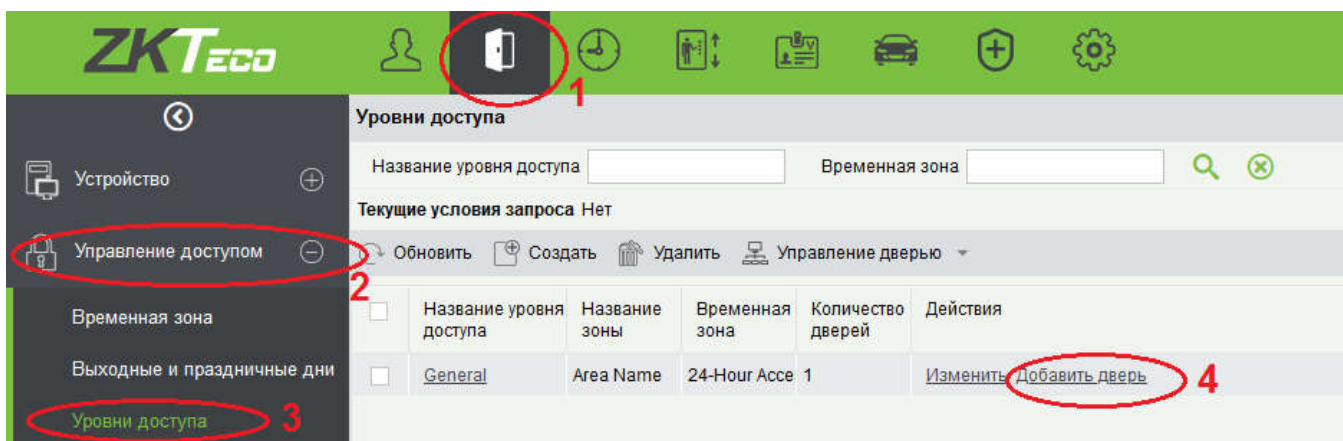 ZKTECO
1
Уровни доступа
Название уровня доступа Временная зона
Устройство
Текущие условия запроса Нет
Управление доступом
Обновить Создать Удалить Управление дверью
2
Название уровня доступа Название зоны Временная зона Количество дверей Действия
Временная зона
Выходные и праздничные дни
General Area Name 24-Hour Acce 1 Изменить Добавить дверь 4
Уровни доступа 3